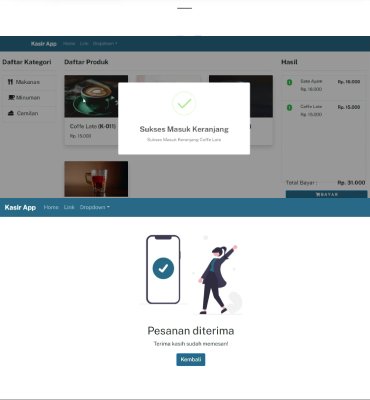 Kasir App Home Link Dropdown
Daftar Kategori
Daftar Produk
Hasil
Makanan
Minuman
Cemilan
Sukses Masuk Keranjang
Sukses Masuk Keranjang Coffe Late
Coffe Late (K-011)
Rp. 15.000
Sate Ayam Rp. 16.000
Rp. 16.000
Coffe Late Rp. 15.000
Rp. 15.000
Total Bayar : Rp. 31.000
BAYAR
Kasir App Home Link Dropdown
Pesanan diterima
Terima kasih sudah memesan!
Kembali